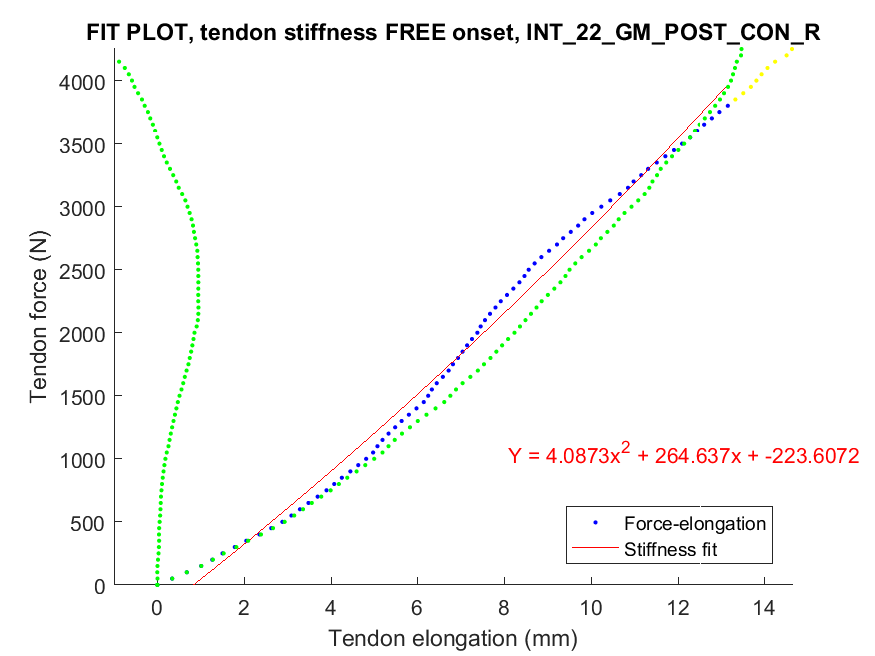 FIT PLOT, tendon stiffness FREE onset, INT_22_GM_POST_CON_R
4000
3500
3000
2500
2000
1500
1000
500
0
Tendon force (N)
Y = 4.0873x² + 264.637x + -223.6072
Force-elongation
Stiffness fit
0 2 4 6 8 10 12 14
Tendon elongation (mm)